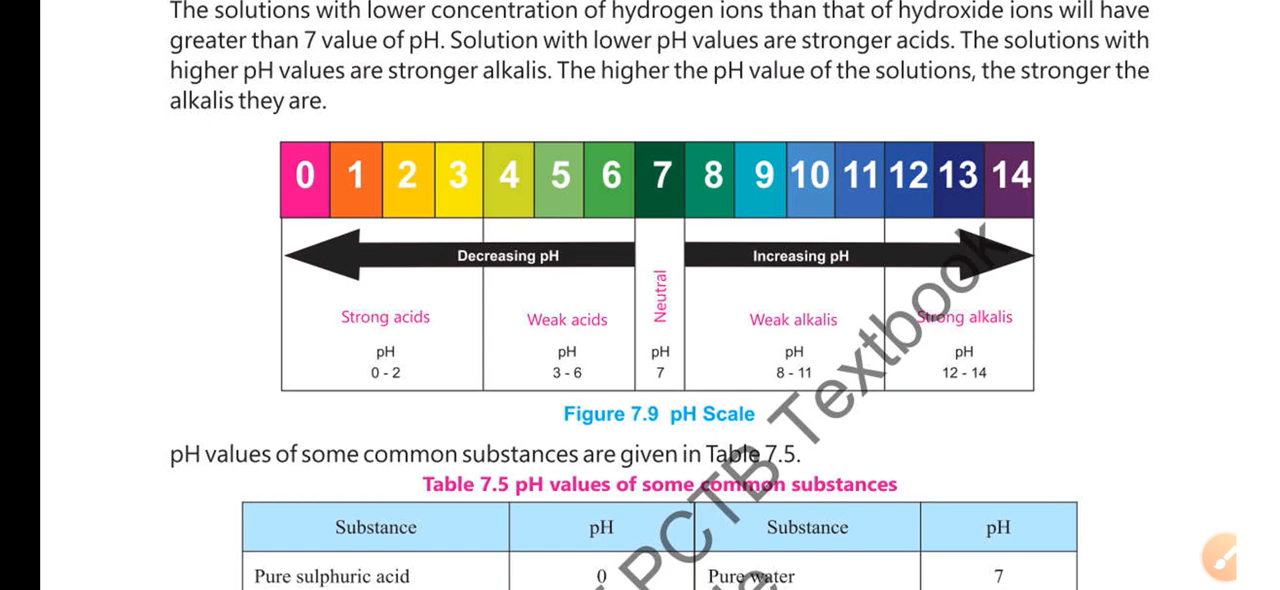 The solutions with lower concentration of hydrogen ions than that of hydroxide ions will have
greater than 7 value of pH. Solution with lower pH values are stronger acids. The solutions with
higher pH values are stronger alkalis. The higher the pH value of the solutions, the stronger the
alkalis they are.
0 1 2 3 4 5 6 7 8 9 10 11 12 13 14
Decreasing pH Increasing pH
Neutral
Strong acids Weak acids Weak alkalis Strong alkalis
pH pH pH pH pH
0 - 2 3 - 6 7 8 - 11 12 - 14
Figure 7.9 pH Scale
pH values of some common substances are given in Table 7.5.
Table 7.5 pH values of some common substances
Substance pH Substance pH
Pure sulphuric acid 0 Pure water 7
PCTB Textbook